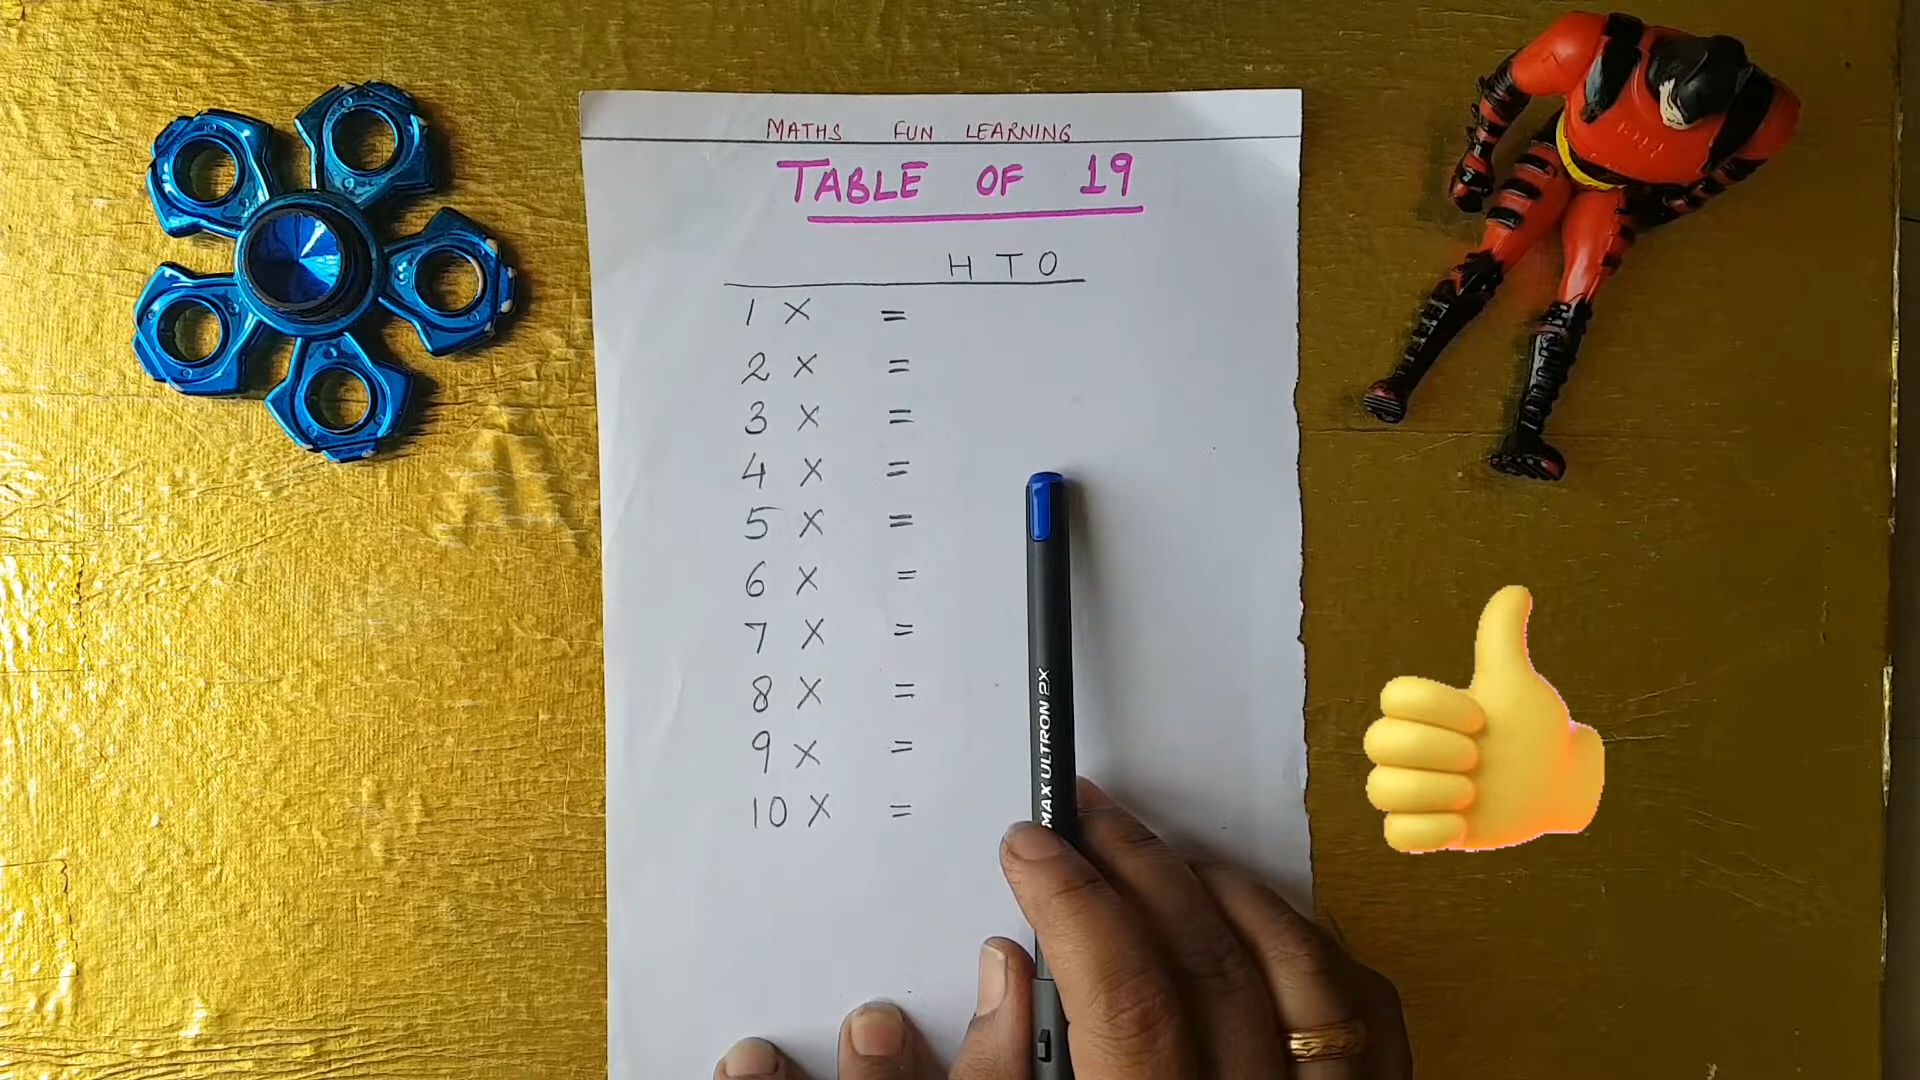 MATHS FUN LEARNING
TABLE OF 19
H T O
1 X =
2 X =
3 X =
4 X =
5 X =
6 X =
7 X =
8 X =
9 X =
10 X =
MAX ULTRON 2X